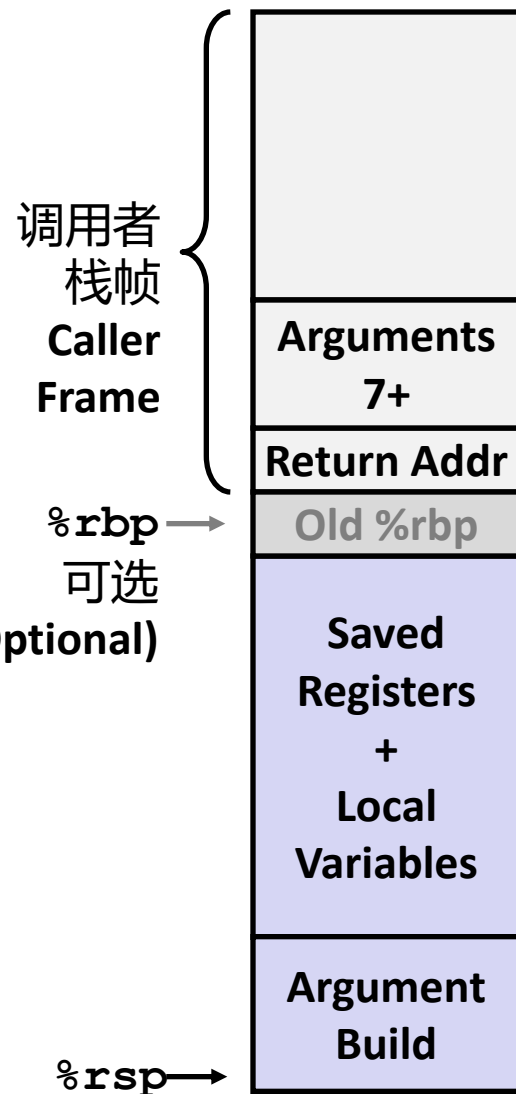 调用者
栈帧
Caller
Frame
Arguments
7+
Return Addr
%rbp
Old %rbp
可选
ptional)
Saved
Registers
+
Local
Variables
Argument
Build
%rsp